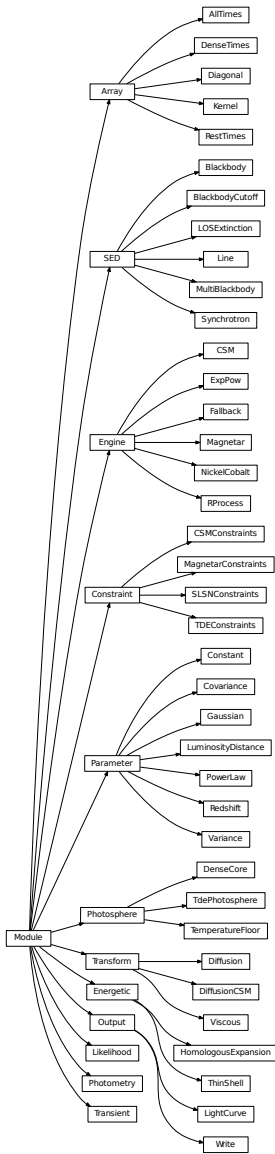 AllTimes
DenseTimes
Diagonal
Array
Kernel
RestTimes
Blackbody
BlackbodyCutoff
LOSExtinction
SED
Line
MultiBlackbody
Synchrotron
CSM
ExpPow
Fallback
Engine
Magnetar
NickelCobalt
RProcess
CSMConstraints
MagnetarConstraints
Constraint
SLSNConstraints
TDEConstraints
Constant
Covariance
Gaussian
LuminosityDistance
Parameter
PowerLaw
Redshift
Variance
DenseCore
TdePhotosphere
Photosphere
TemperatureFloor
Module
Transform
Diffusion
Energetic
DiffusionCSM
Output
Viscous
Likelihood
HomologousExpansion
Photometry
ThinShell
Transient
LightCurve
Write